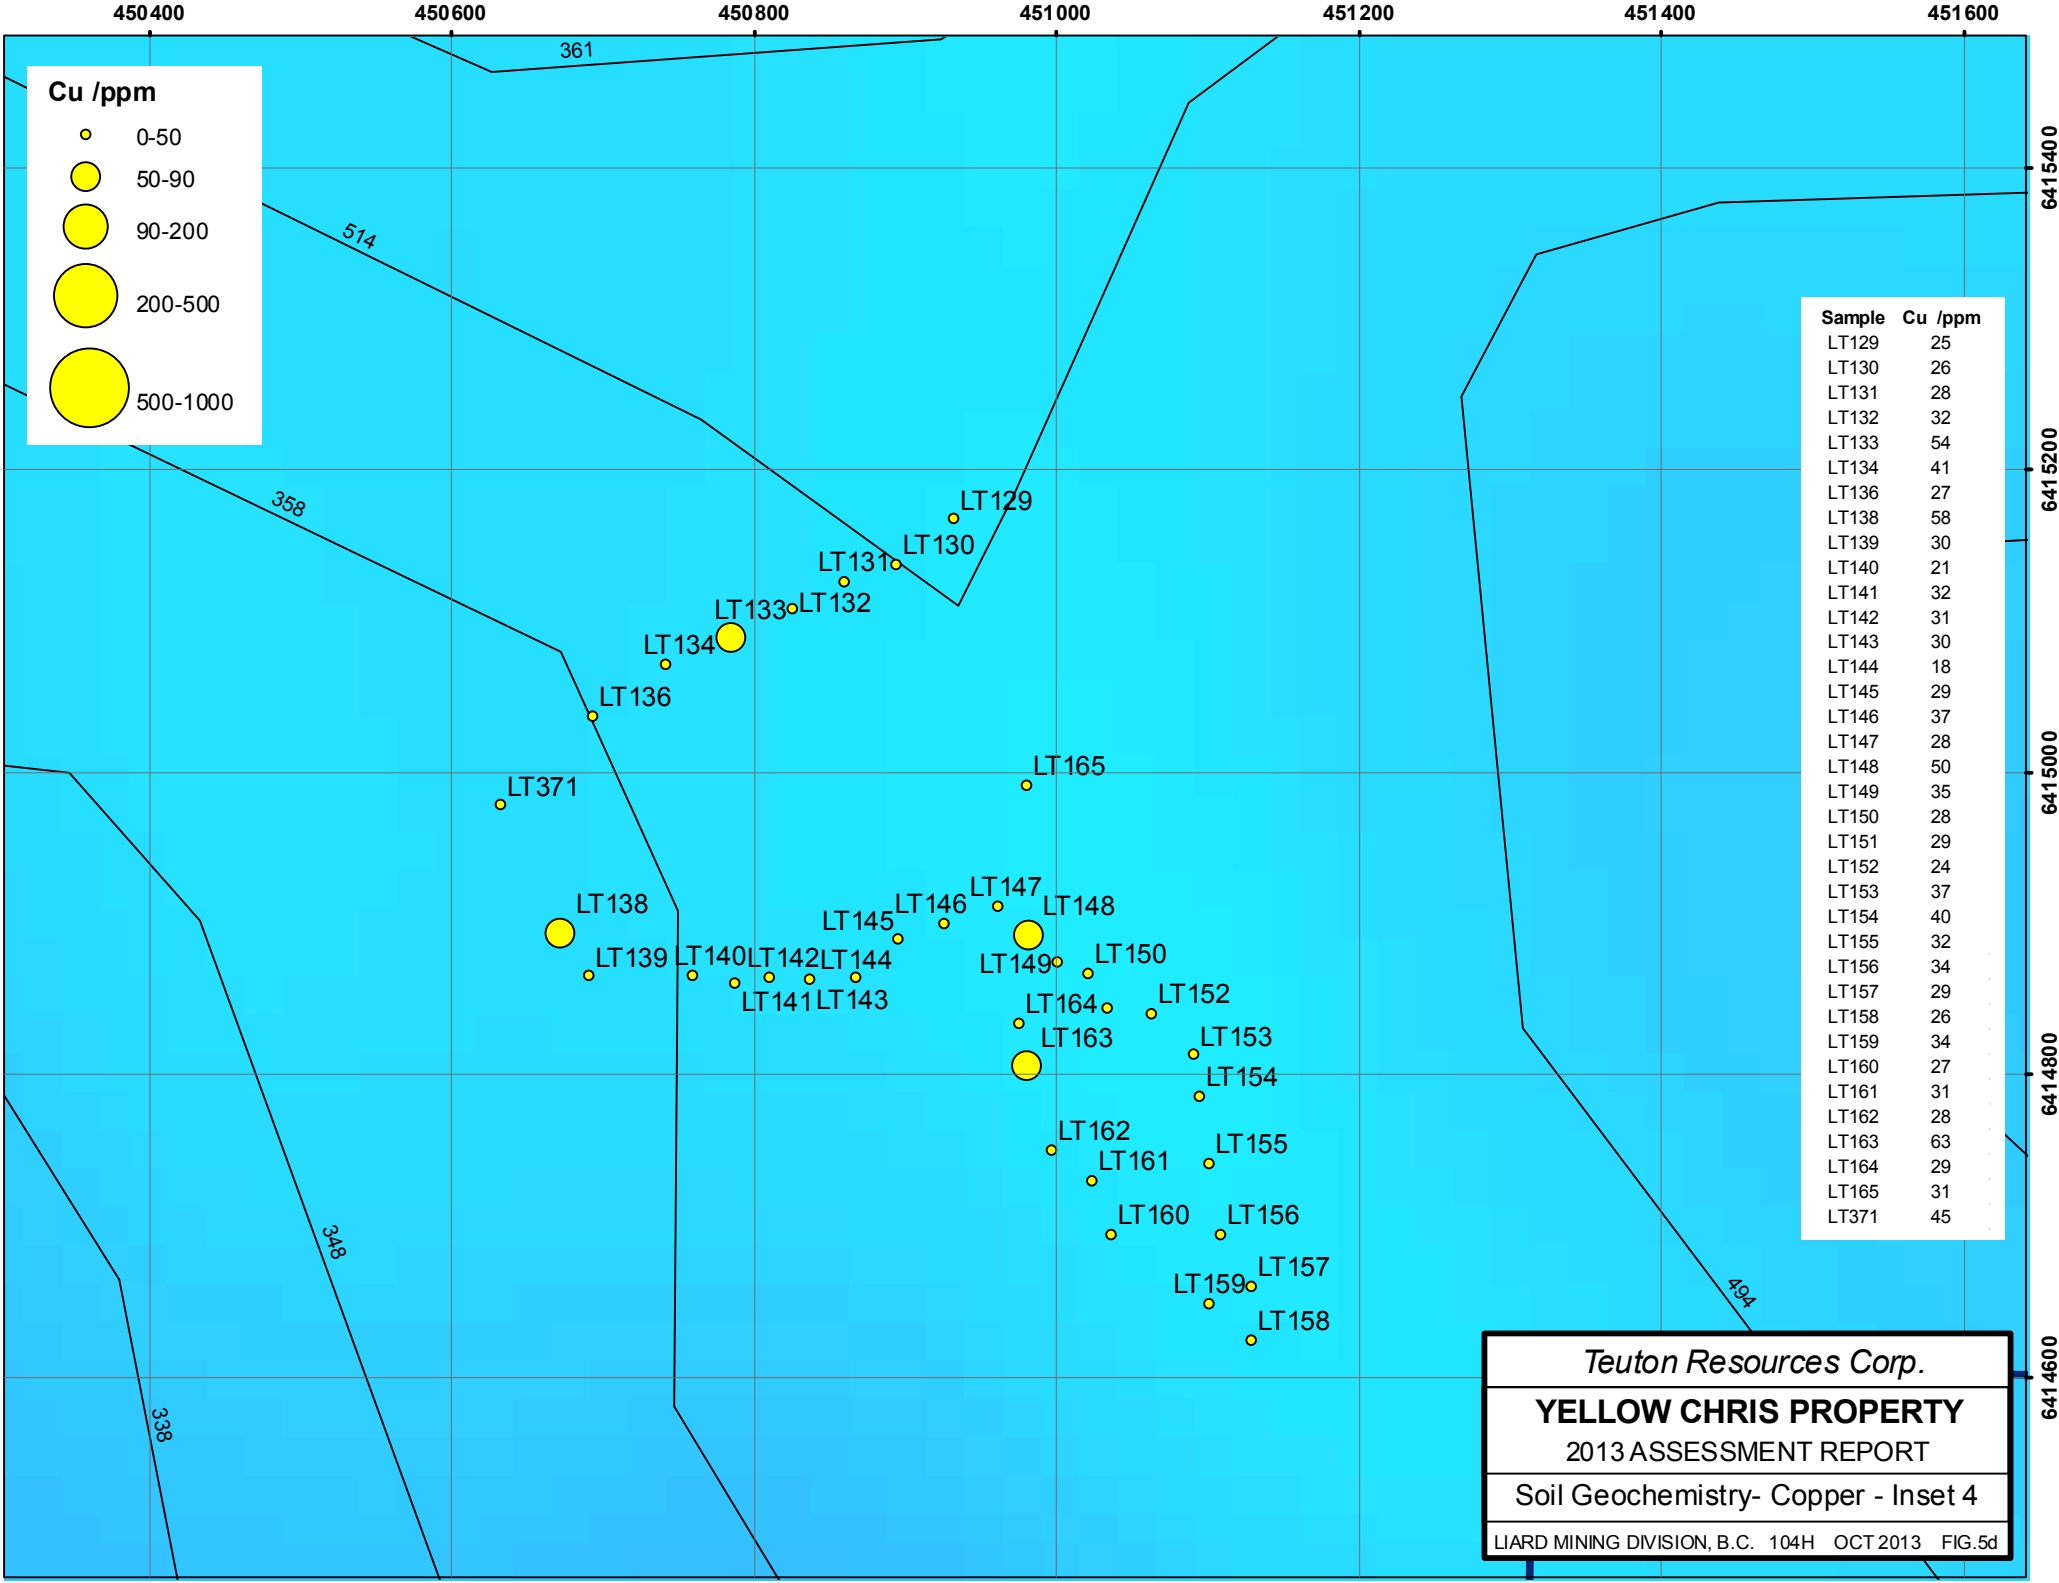 450400 450600 450800 451000 451200 451400 451600
361
Cu /ppm
0-50
50-90
90-200
200-500
500-1000
6415400
6415200
6415000
6414800
6414600
514
358
348
338
494
LT129
LT130
LT131
LT132
LT133
LT134
LT136
LT165
LT371
LT147
LT138
LT148
LT146
LT145
LT139
LT140
LT142
LT144
LT149
LT150
LT141
LT143
LT152
LT164
LT163
LT153
LT154
LT162
LT155
LT161
LT160
LT156
LT157
LT159
LT158
Sample Cu /ppm
LT129 25
LT130 26
LT131 28
LT132 32
LT133 54
LT134 41
LT136 27
LT138 58
LT139 30
LT140 21
LT141 32
LT142 31
LT143 30
LT144 18
LT145 29
LT146 37
LT147 28
LT148 50
LT149 35
LT150 28
LT151 29
LT152 24
LT153 37
LT154 40
LT155 32
LT156 34
LT157 29
LT158 26
LT159 34
LT160 27
LT161 31
LT162 28
LT163 63
LT164 29
LT165 31
LT371 45
Teuton Resources Corp.
YELLOW CHRIS PROPERTY
2013 ASSESSMENT REPORT
Soil Geochemistry- Copper - Inset 4
LIARD MINING DIVISION, B.C. 104H OCT 2013 FIG.5d